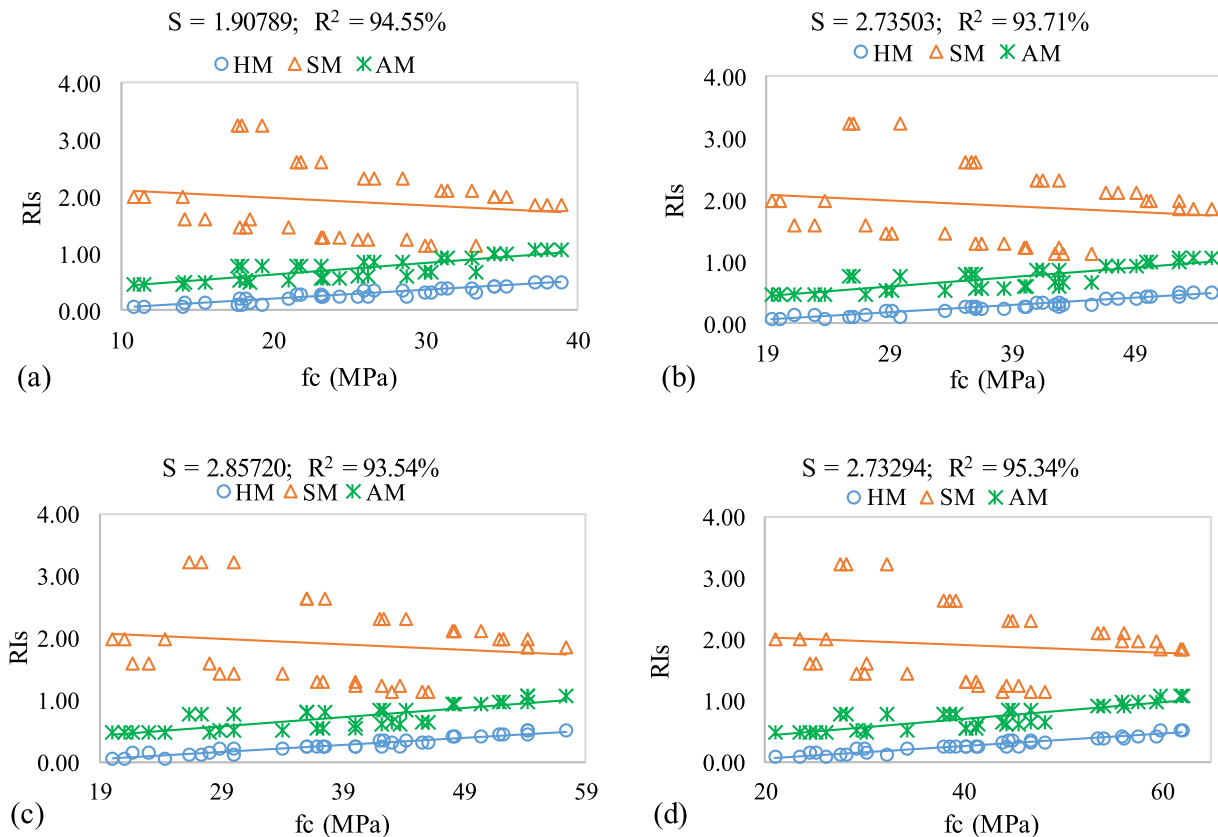 S = 1.90789; R² = 94.55%
HM SM AM
4.00
3.00
2.00
1.00
0.00
RIs
10 20 30 40
fc (MPa)
(a)
S = 2.73503; R² = 93.71%
HM SM AM
4.00
3.00
2.00
1.00
0.00
RIs
19 29 39 49
fc (MPa)
(b)
S = 2.85720; R² = 93.54%
HM SM AM
4.00
3.00
2.00
1.00
0.00
RIs
19 29 39 49 59
fc (MPa)
(c)
S = 2.73294; R² = 95.34%
HM SM AM
4.00
3.00
2.00
1.00
0.00
RIs
20 40 60
fc (MPa)
(d)